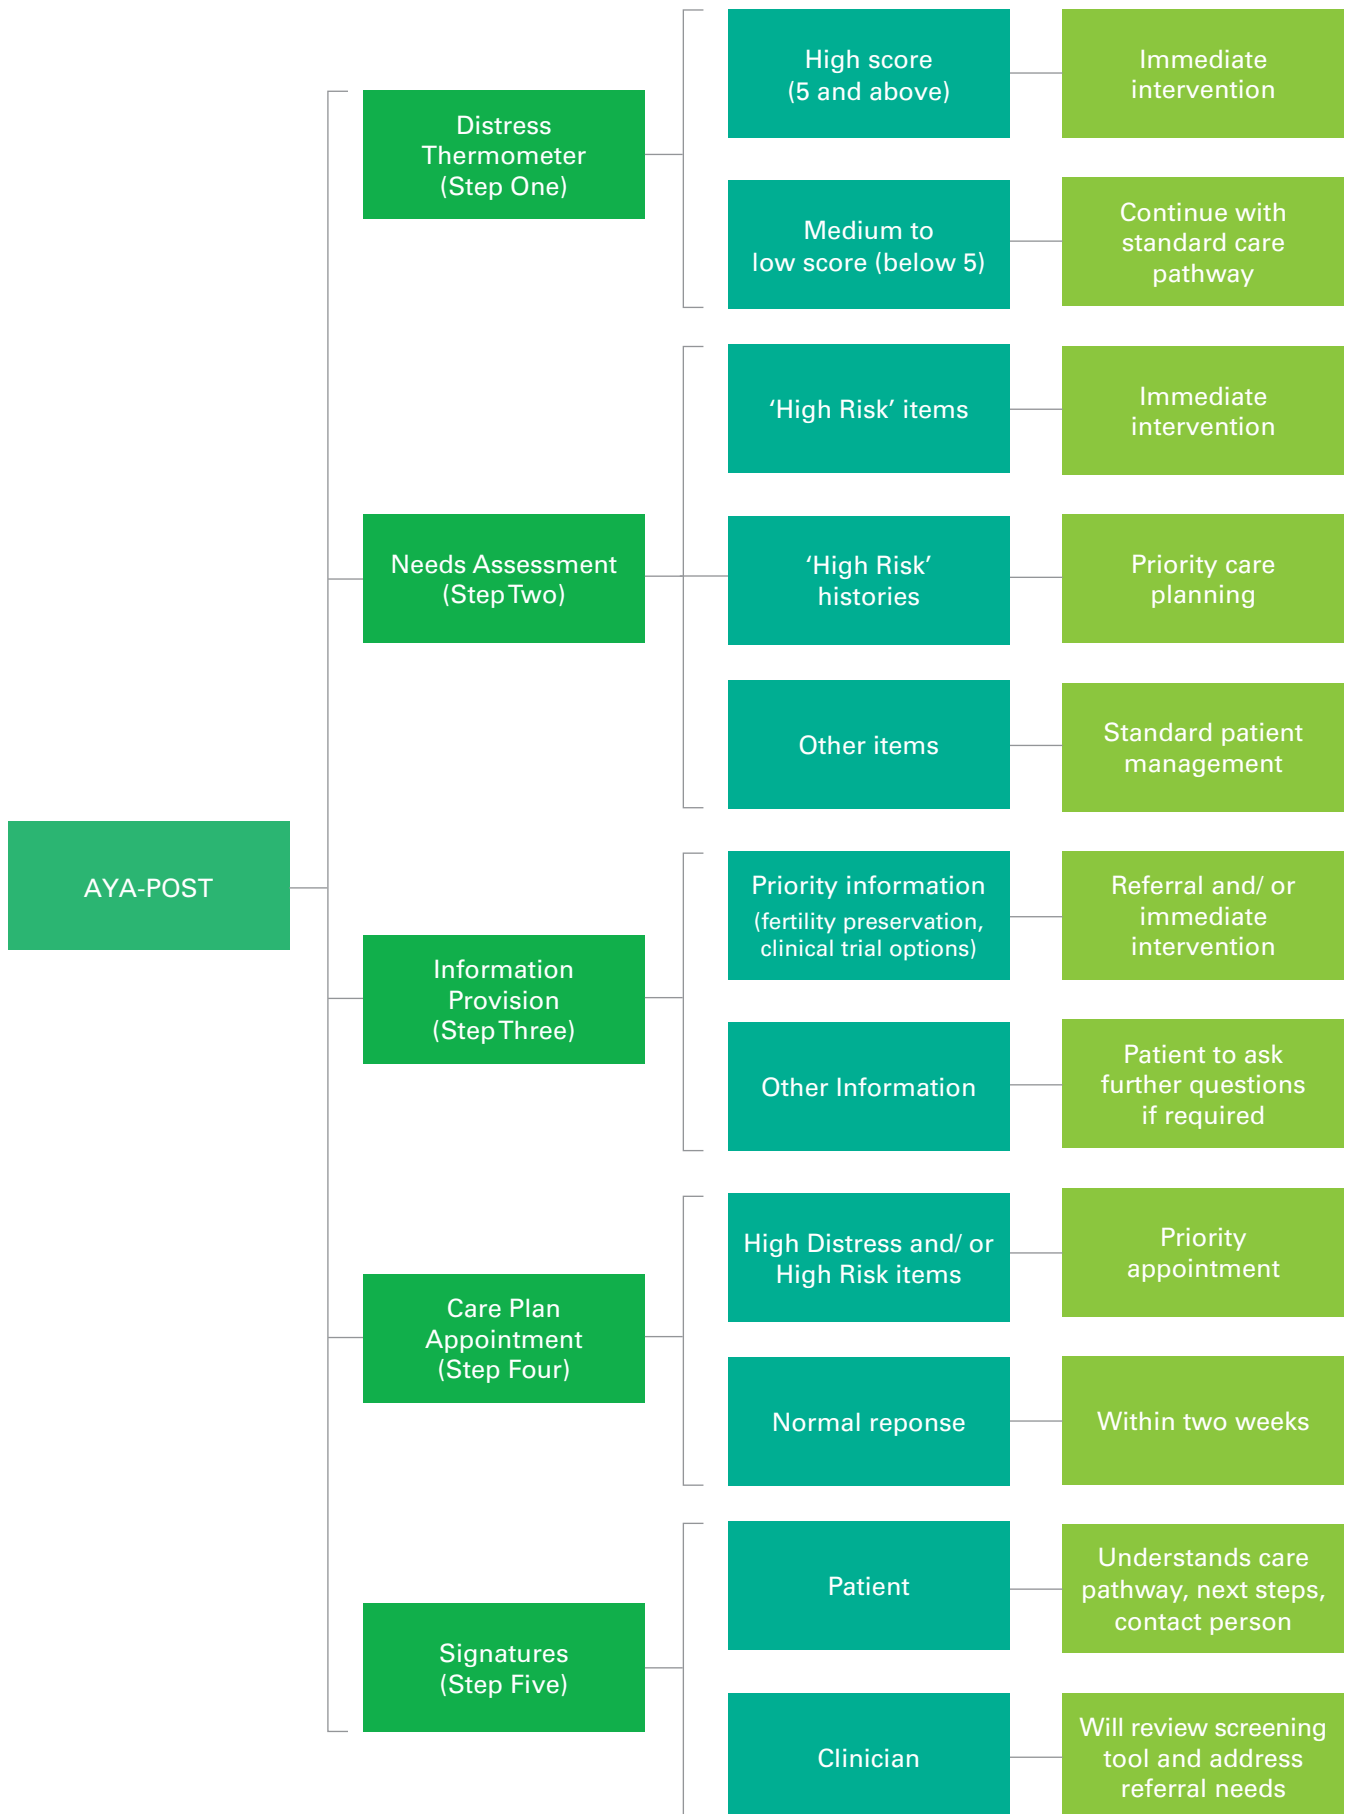 AYA-POST
Distress
Thermometer
(Step One)
High score
(5 and above)
Immediate
intervention
Medium to
low score (below 5)
Continue with
standard care
pathway
Needs Assessment
(Step Two)
‘High Risk’ items
Immediate
intervention
‘High Risk’
histories
Priority care
planning
Other items
Standard patient
management
Information
Provision
(Step Three)
Priority information
(fertility preservation,
clinical trial options)
Referral and/ or
immediate
intervention
Other Information
Patient to ask
further questions
if required
Care Plan
Appointment
(Step Four)
High Distress and/ or
High Risk items
Priority
appointment
Normal reponse
Within two weeks
Signatures
(Step Five)
Patient
Understands care
pathway, next steps,
contact person
Clinician
Will review screening
tool and address
referral needs